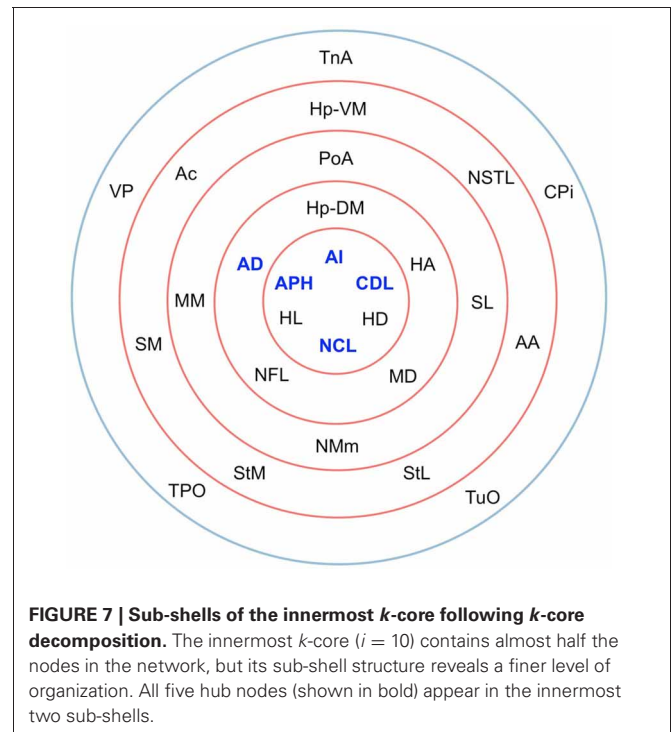 TnA
Hp-VM
PoA
Ac
NSTL
VP
CPi
Hp-DM
AI
AD
HA
APH
CDL
MM
SL
HL
HD
SM
NCL
AA
NFL
MD
NMm
StM
StL
TPO
TuO
FIGURE 7 | Sub-shells of the innermost k-core following k-core
decomposition. The innermost k-core (i = 10) contains almost half the
nodes in the network, but its sub-shell structure reveals a finer level of
organization. All five hub nodes (shown in bold) appear in the innermost
two sub-shells.